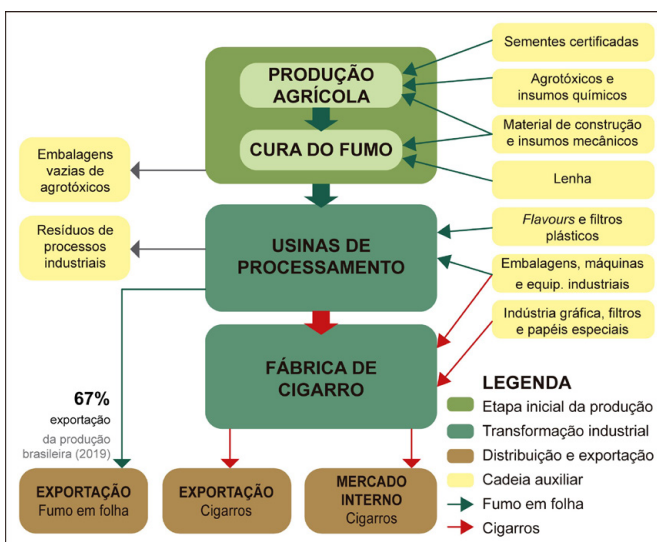 PRODUÇÃO
AGRÍCOLA
CURA DO FUMO
Sementes certificadas
Agrotóxicos e
insumos químicos
Material de construção
e insumos mecânicos
Lenha
Embalagens
vazias de
agrotóxicos
Resíduos de
processos
industriais
USINAS DE
PROCESSAMENTO
Flavours e filtros
plásticos
Embalagens, máquinas
e equip. industriais
Indústria gráfica, filtros
e papéis especiais
FÁBRICA DE
CIGARRO
67%
exportação
da produção
brasileira (2019)
EXPORTAÇÃO
Fumo em folha
EXPORTAÇÃO
Cigarros
MERCADO
INTERNO
Cigarros
LEGENDA
Etapa inicial da produção
Transformação industrial
Distribuição e exportação
Cadeia auxiliar
Fumo em folha
Cigarros